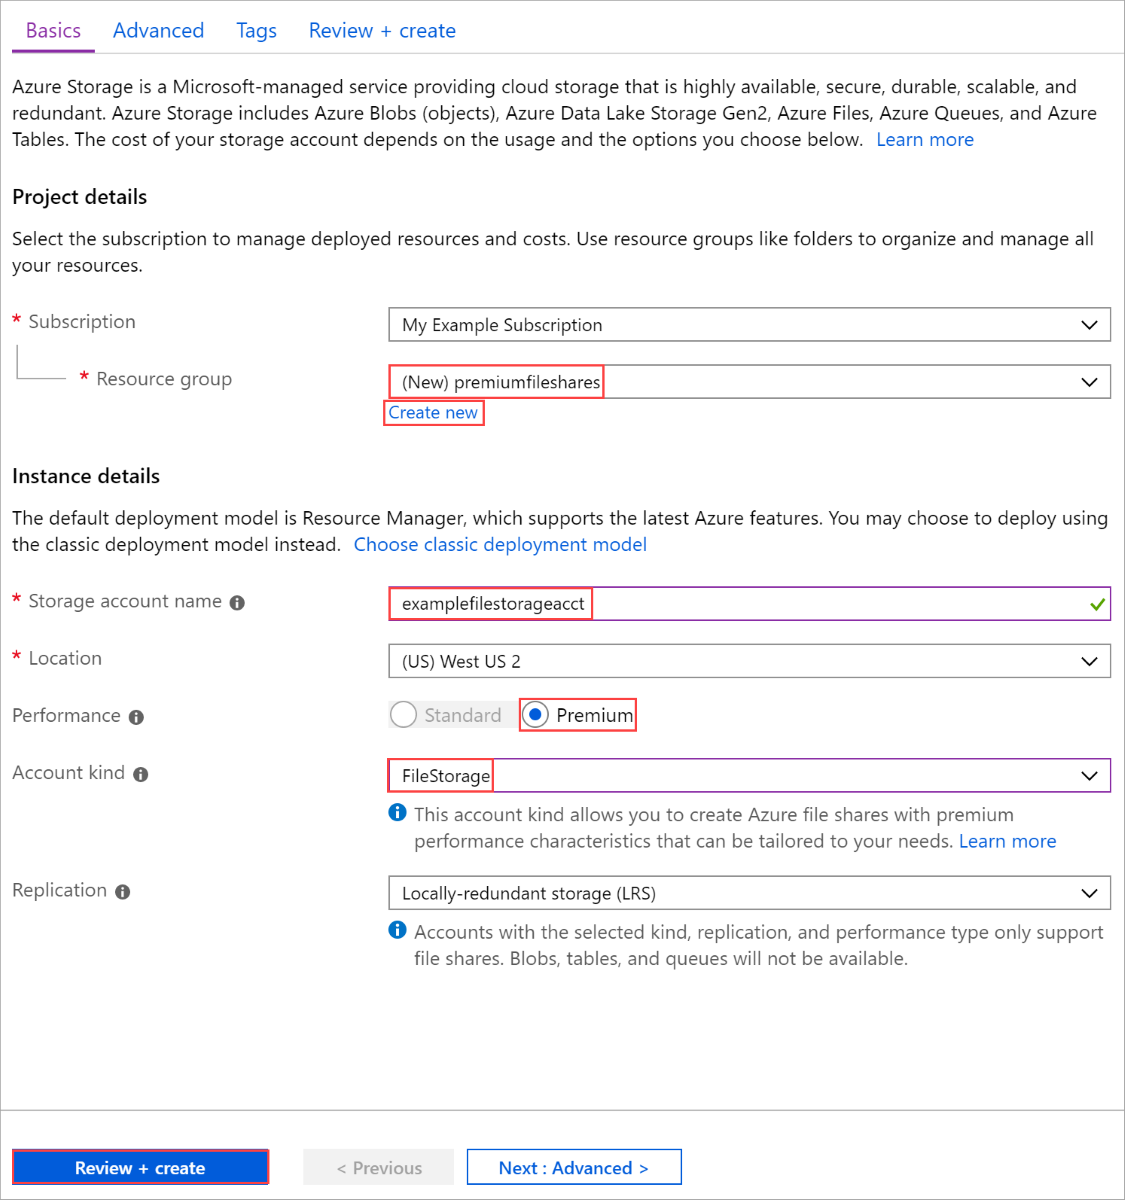 Basics Advanced Tags Review + create
Azure Storage is a Microsoft-managed service providing cloud storage that is highly available, secure, durable, scalable, and
redundant. Azure Storage includes Azure Blobs (objects), Azure Data Lake Storage Gen2, Azure Files, Azure Queues, and Azure
Tables. The cost of your storage account depends on the usage and the options you choose below. Learn more
Project details
Select the subscription to manage deployed resources and costs. Use resource groups like folders to organize and manage all
your resources.
* Subscription My Example Subscription
* Resource group (New) premiumfileshares
Create new
Instance details
The default deployment model is Resource Manager, which supports the latest Azure features. You may choose to deploy using
the classic deployment model instead. Choose classic deployment model
* Storage account name examplefilestorageacct
* Location (US) West US 2
Performance Standard Premium
Account kind FileStorage
This account kind allows you to create Azure file shares with premium
performance characteristics that can be tailored to your needs. Learn more
Replication Locally-redundant storage (LRS)
Accounts with the selected kind, replication, and performance type only support
file shares. Blobs, tables, and queues will not be available.
Review + create < Previous Next : Advanced >